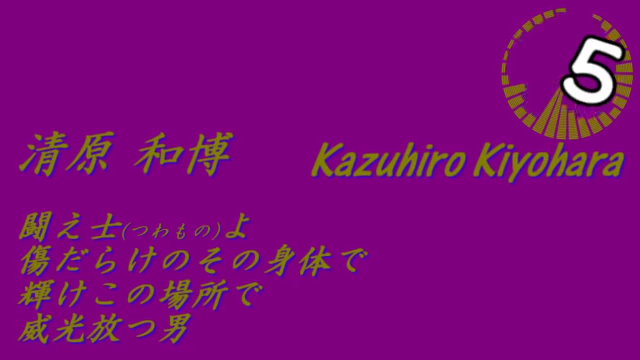 5
清原 和博
Kazuhiro Kiyohara
闘え士(つわもの)よ
傷だらけのその身体で
輝けこの場所で
威光放つ男